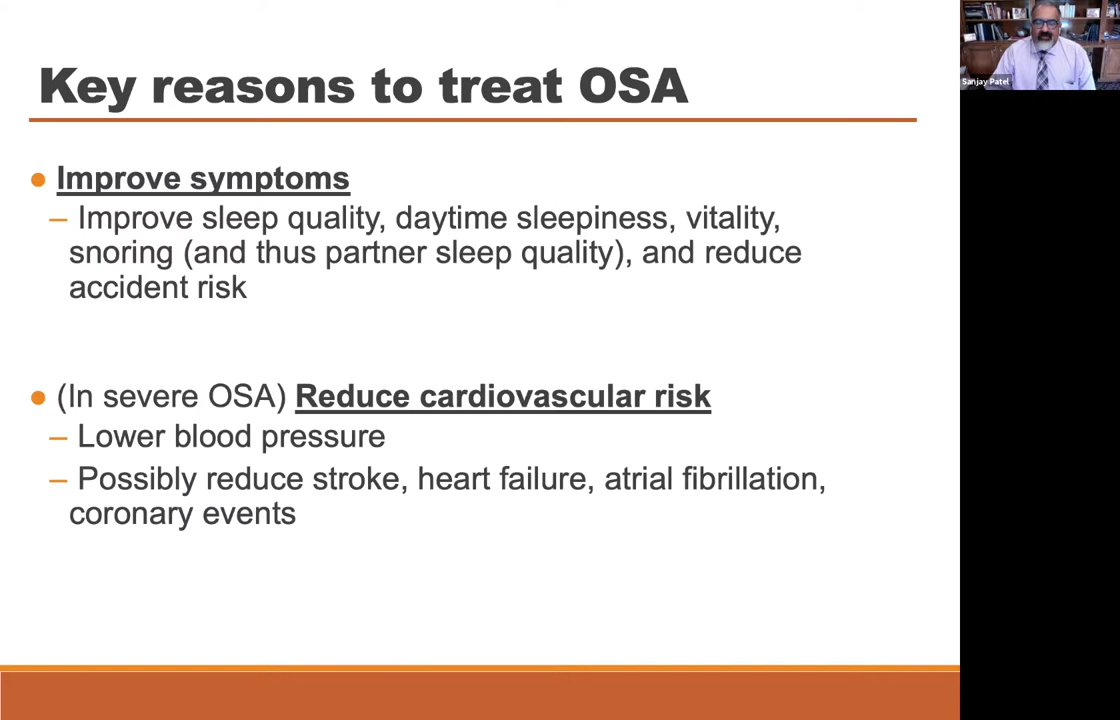 Key reasons to treat OSA
Sanjay Patel
● Improve symptoms
– Improve sleep quality, daytime sleepiness, vitality,
snoring (and thus partner sleep quality), and reduce
accident risk
● (In severe OSA) Reduce cardiovascular risk
– Lower blood pressure
– Possibly reduce stroke, heart failure, atrial fibrillation,
coronary events